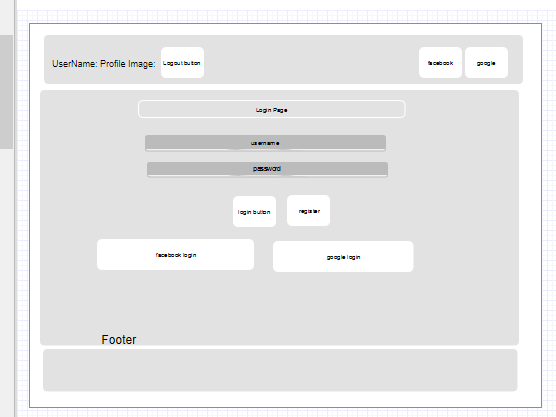 UserName: Profile Image: Logout button facebook google
Login Page
username
password
login button register
facebook login google login
Footer